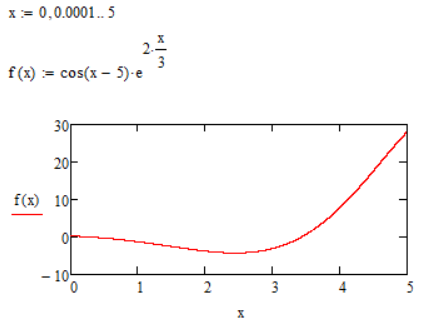 x := 0, 0.0001 .. 5
f(x) := cos(x − 5)·e^(2·x/3)
30
20
f(x) 10
0
−10
0 1 2 3 4 5
x